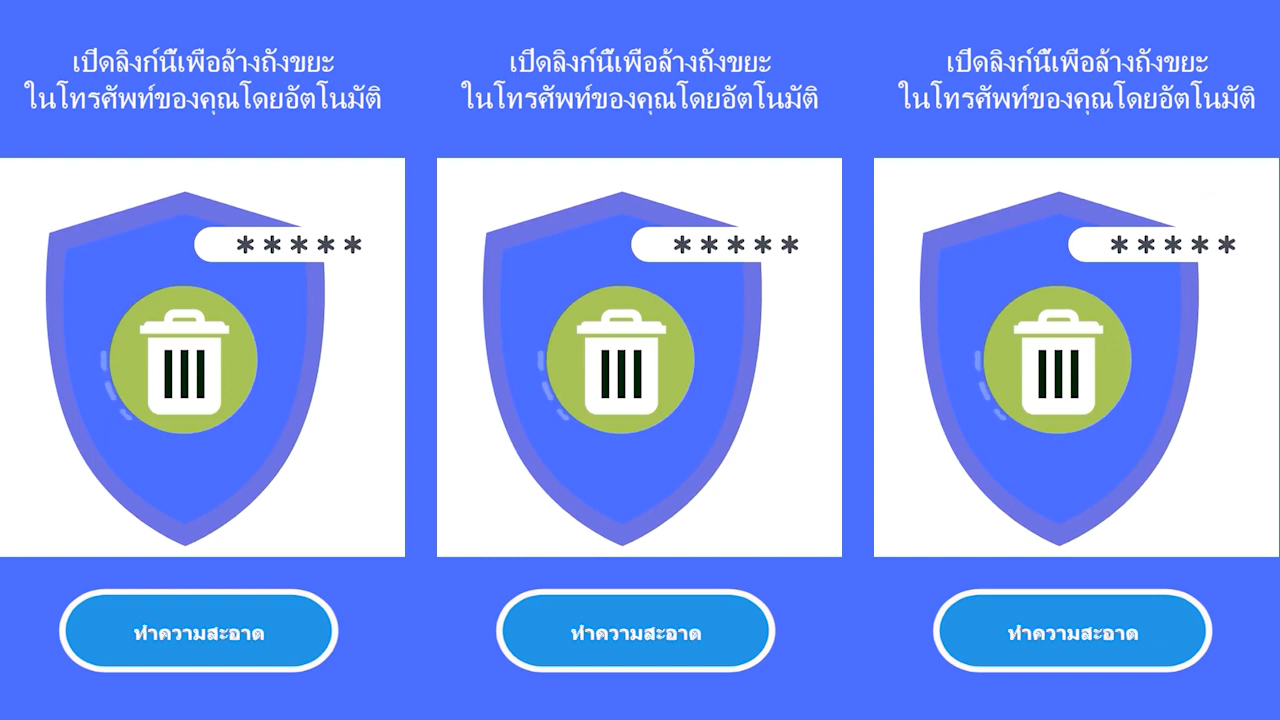 เปิดลิงก์นี้เพื่อล้างถังขยะ
ในโทรศัพท์ของคุณโดยอัตโนมัติ
*****
ทำความสะอาด
เปิดลิงก์นี้เพื่อล้างถังขยะ
ในโทรศัพท์ของคุณโดยอัตโนมัติ
*****
ทำความสะอาด
เปิดลิงก์นี้เพื่อล้างถังขยะ
ในโทรศัพท์ของคุณโดยอัตโนมัติ
*****
ทำความสะอาด